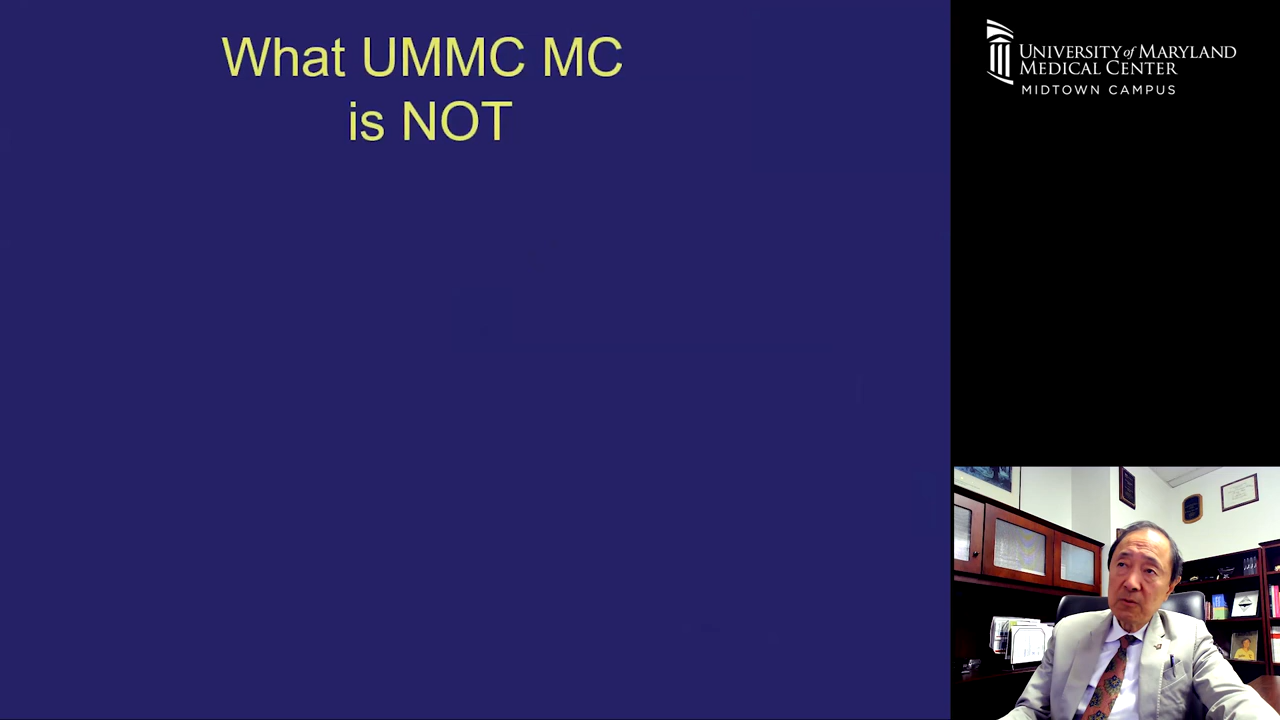 What UMMC MC
is NOT
UNIVERSITY of MARYLAND
MEDICAL CENTER
MIDTOWN CAMPUS